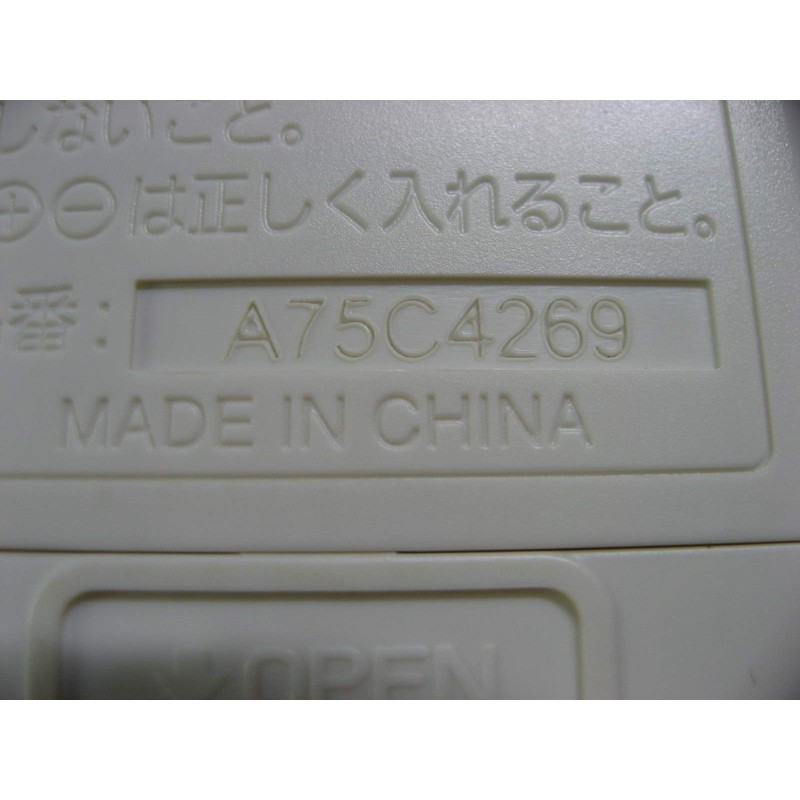 しないこと。
⊕⊖は正しく入れること。
番: A75C4269
MADE IN CHINA
OPEN